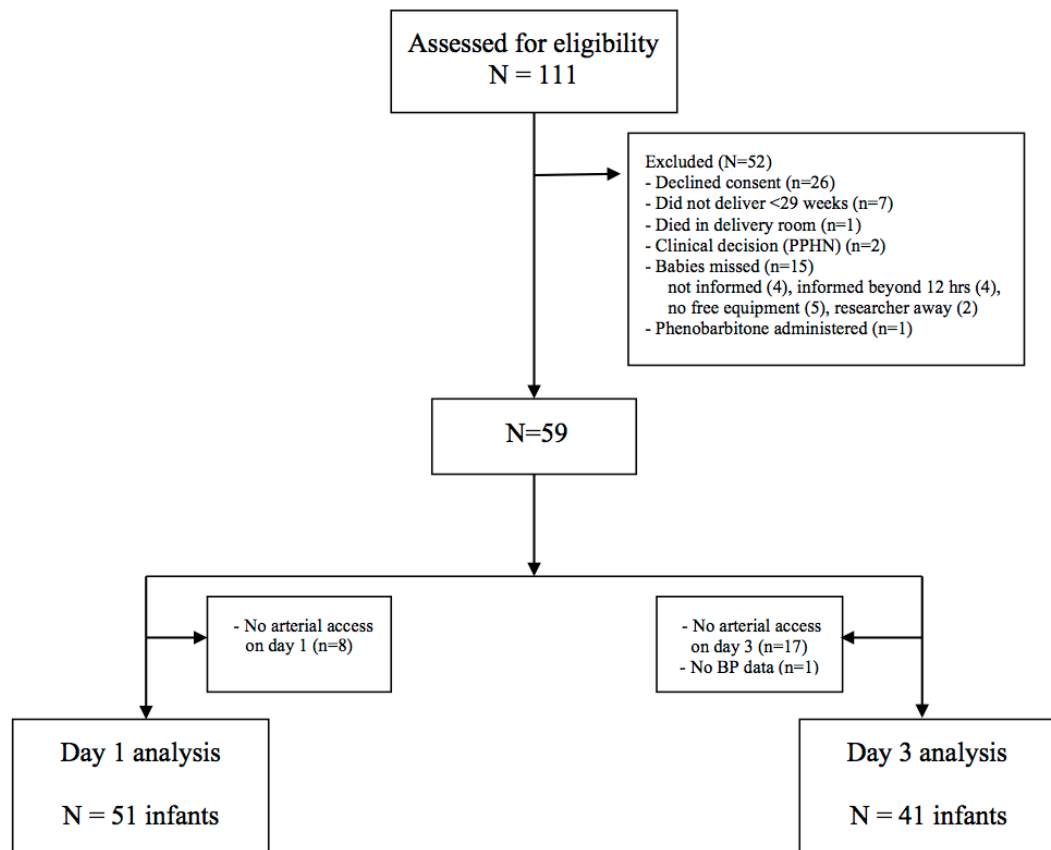 Assessed for eligibility
N = 111
Excluded (N=52)
- Declined consent (n=26)
- Did not deliver <29 weeks (n=7)
- Died in delivery room (n=1)
- Clinical decision (PPHN) (n=2)
- Babies missed (n=15)
not informed (4), informed beyond 12 hrs (4),
no free equipment (5), researcher away (2)
- Phenobarbitone administered (n=1)
N=59
- No arterial access
on day 1 (n=8)
- No arterial access
on day 3 (n=17)
- No BP data (n=1)
Day 1 analysis
N = 51 infants
Day 3 analysis
N = 41 infants